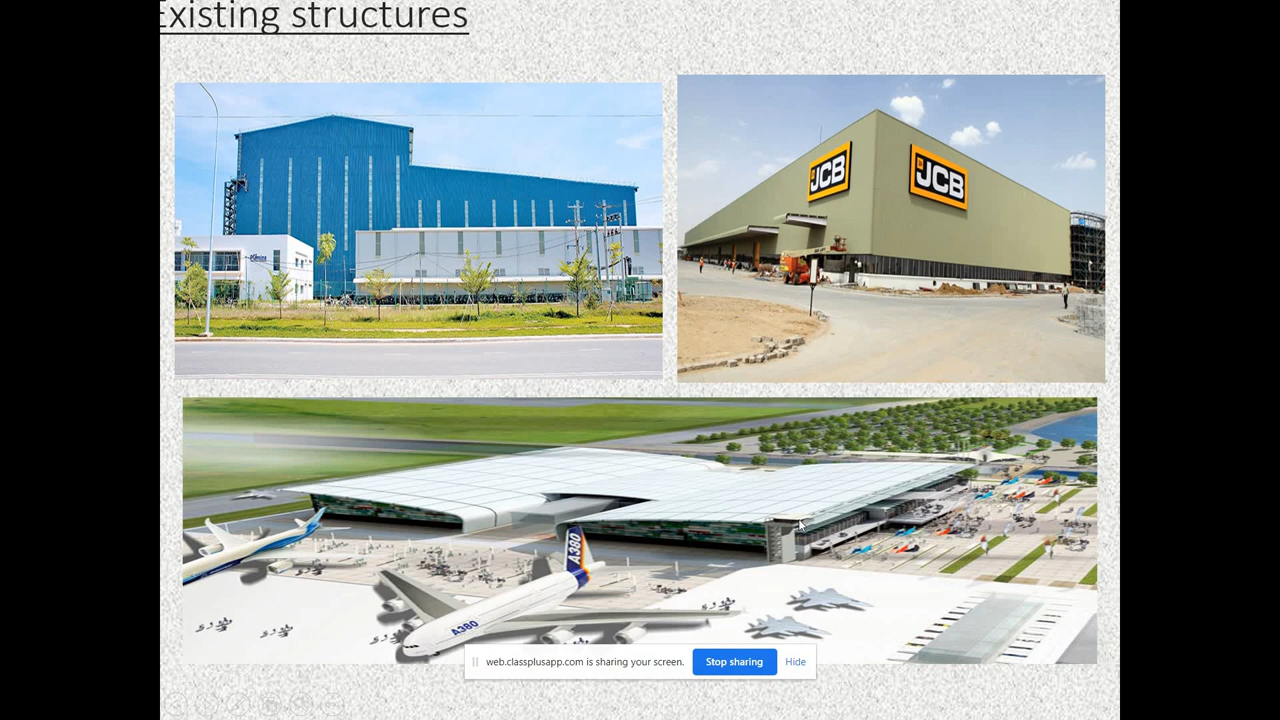 Existing structures
JCB
JCB
A380
A380
web.classplusapp.com is sharing your screen.
Stop sharing
Hide